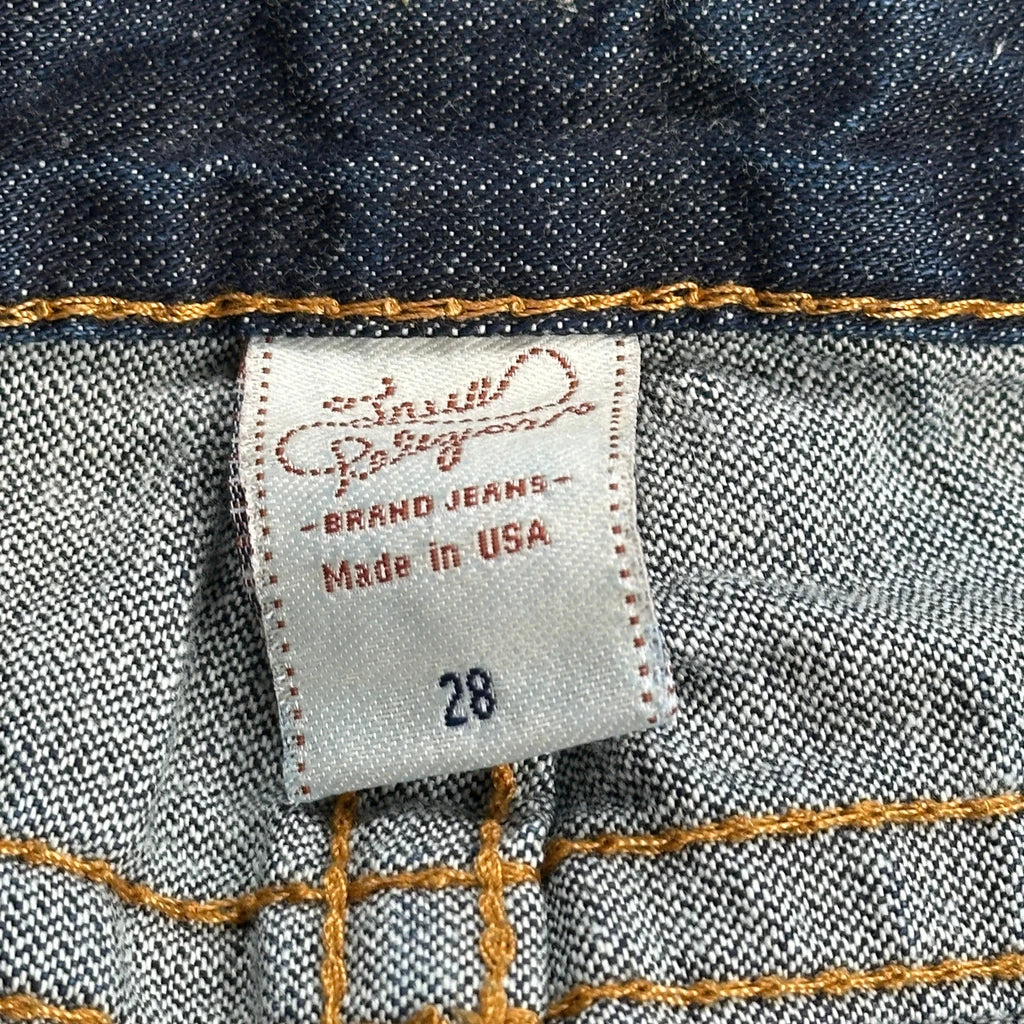 -BRAND JEANS-
Made in USA
28